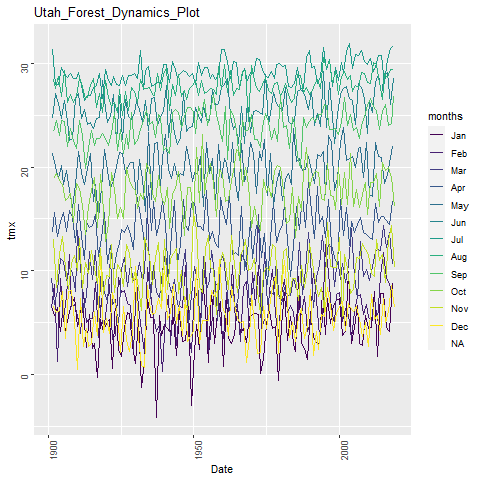 Utah_Forest_Dynamics_Plot
tmx
30
20
10
0
1900
1950
2000
Date
months
Jan
Feb
Mar
Apr
May
Jun
Jul
Aug
Sep
Oct
Nov
Dec
NA